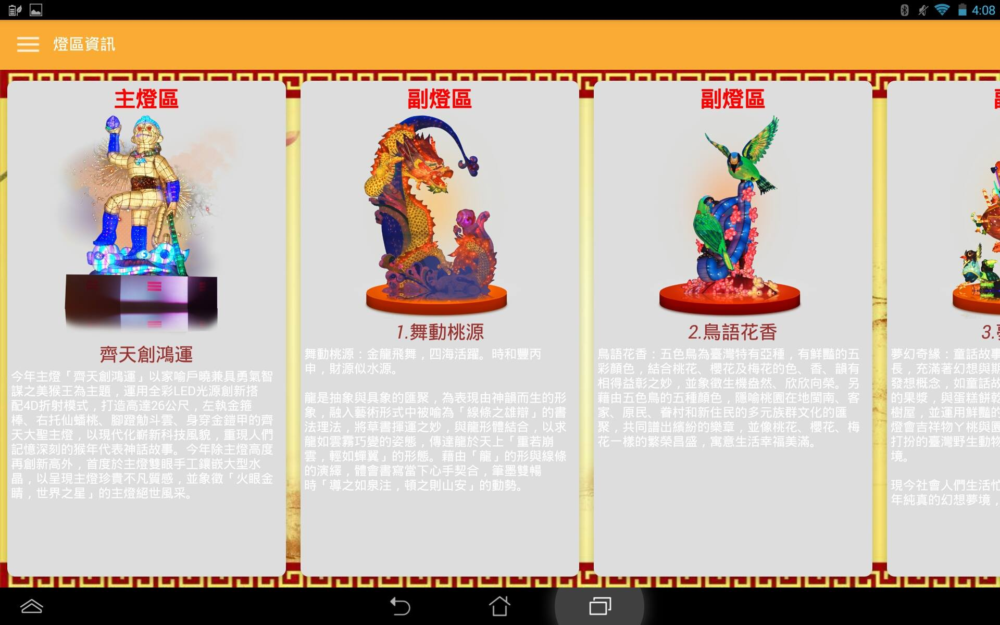 4:08
燈區資訊
主燈區
齊天創鴻運
今年主燈「齊天創鴻運」以家喻戶曉兼具勇氣智
謀之美猴王為主題，運用全彩LED光源創新搭
配4D折射模式，打造高達26公尺，左執金箍
棒、右托仙蟠桃、腳蹬觔斗雲、身穿金鎧甲的齊
天大聖主燈，以現代化嶄新科技風貌，重現人們
記憶深刻的猴年代表神話故事。今年除主燈高度
再創新高外，首度於主燈雙眼手工鑲嵌大型水
晶，以呈現主燈珍貴不凡質感，並象徵「火眼金
睛，世界之星」的主燈絕世風采。
副燈區
1.舞動桃源
舞動桃源：金龍飛舞，四海活躍。時和豐丙
申，財源似水源。
龍是抽象與具象的匯聚，為表現由神韻而生的形
象，融入藝術形式中被喻為「線條之雄辯」的書
法理法，將草書揮運之妙，與龍形體結合，以求
龍如雲霧巧變的姿態，傳達龍於天上「重若崩
雲，輕如蟬翼」的形態。藉由「龍」的形與線條
的演繹，體會書寫當下心手契合，筆墨雙暢
時「導之如泉注，頓之則山安」的動勢。
副燈區
2.鳥語花香
鳥語花香：五色鳥為臺灣特有亞種，有鮮豔的五
彩顏色，結合桃花、櫻花及梅花的色、香、韻有
相得益彰之妙，並象徵生機盎然、欣欣向榮。另
藉由五色鳥的五種顏色，隱喻桃園在地閩南、客
家、原民、眷村和新住民的多元族群文化的匯
聚，共同譜出繽紛的樂章，並像桃花、櫻花、梅
花一樣的繁榮昌盛，寓意生活幸福美滿。
3.
夢幻奇緣：童話故事
長，充滿著幻想與期
發想概念，如童話故
的果漿，與蛋糕餅乾
樹屋，並運用鮮豔的
燈會吉祥物ㄚ桃與園
打扮的臺灣野生動物
境。
現今社會人們生活忙
年純真的幻想夢境，